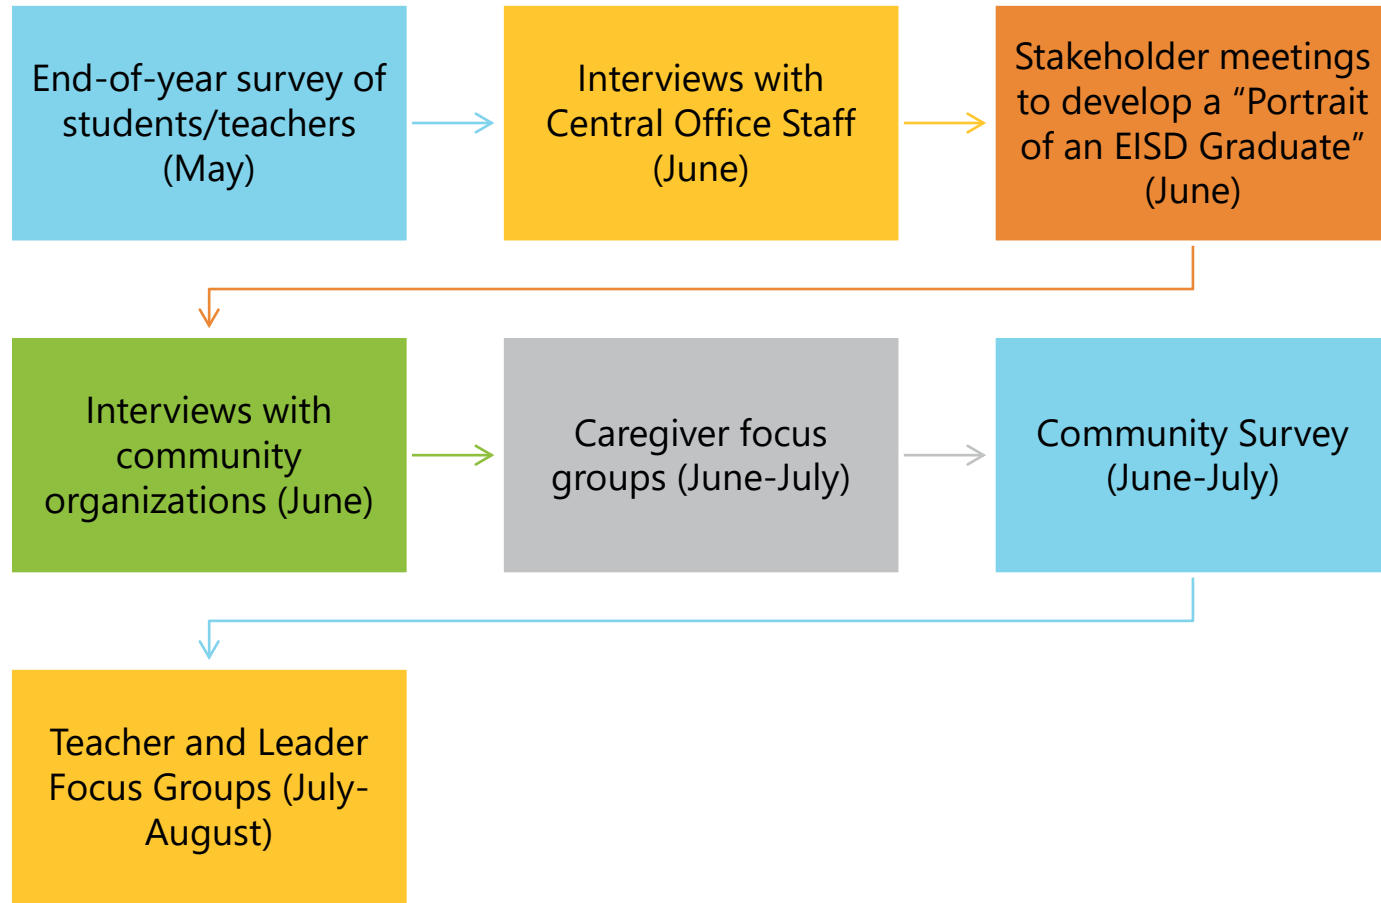 End-of-year survey of
students/teachers
(May)
Interviews with
Central Office Staff
(June)
Stakeholder meetings
to develop a “Portrait
of an EISD Graduate”
(June)
Interviews with
community
organizations (June)
Caregiver focus
groups (June-July)
Community Survey
(June-July)
Teacher and Leader
Focus Groups (July-
August)